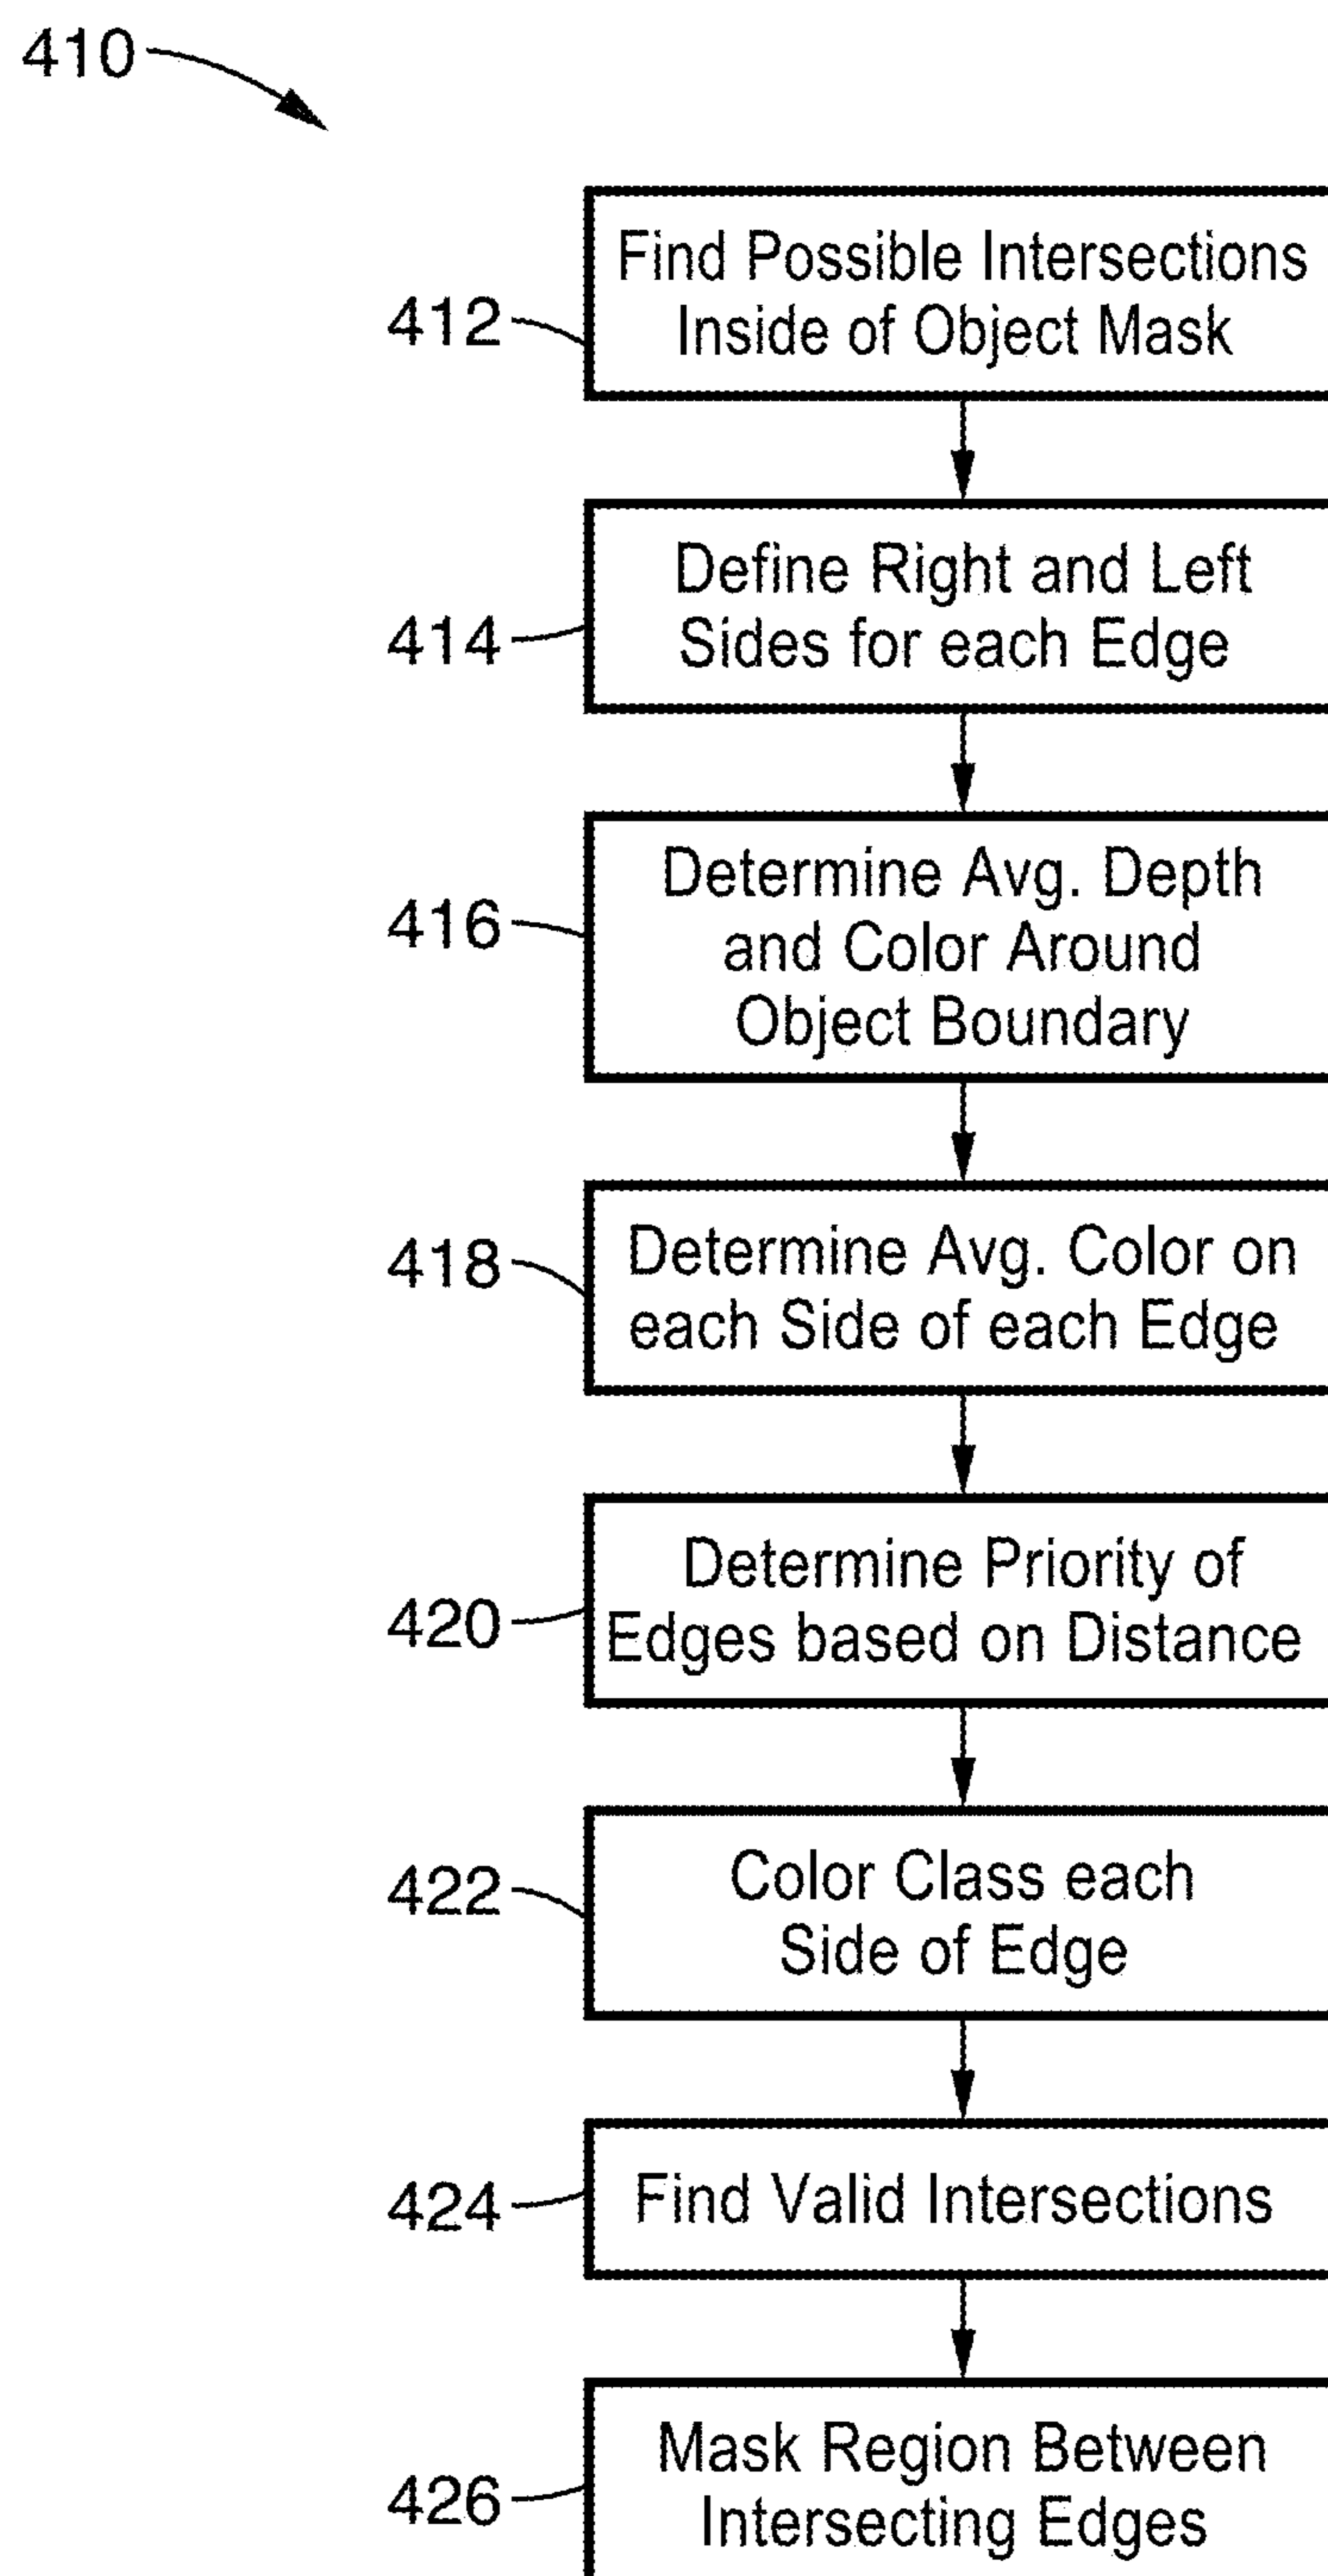 410
412
Find Possible Intersections
Inside of Object Mask
414
Define Right and Left
Sides for each Edge
416
Determine Avg. Depth
and Color Around
Object Boundary
418
Determine Avg. Color on
each Side of each Edge
420
Determine Priority of
Edges based on Distance
422
Color Class each
Side of Edge
424
Find Valid Intersections
426
Mask Region Between
Intersecting Edges